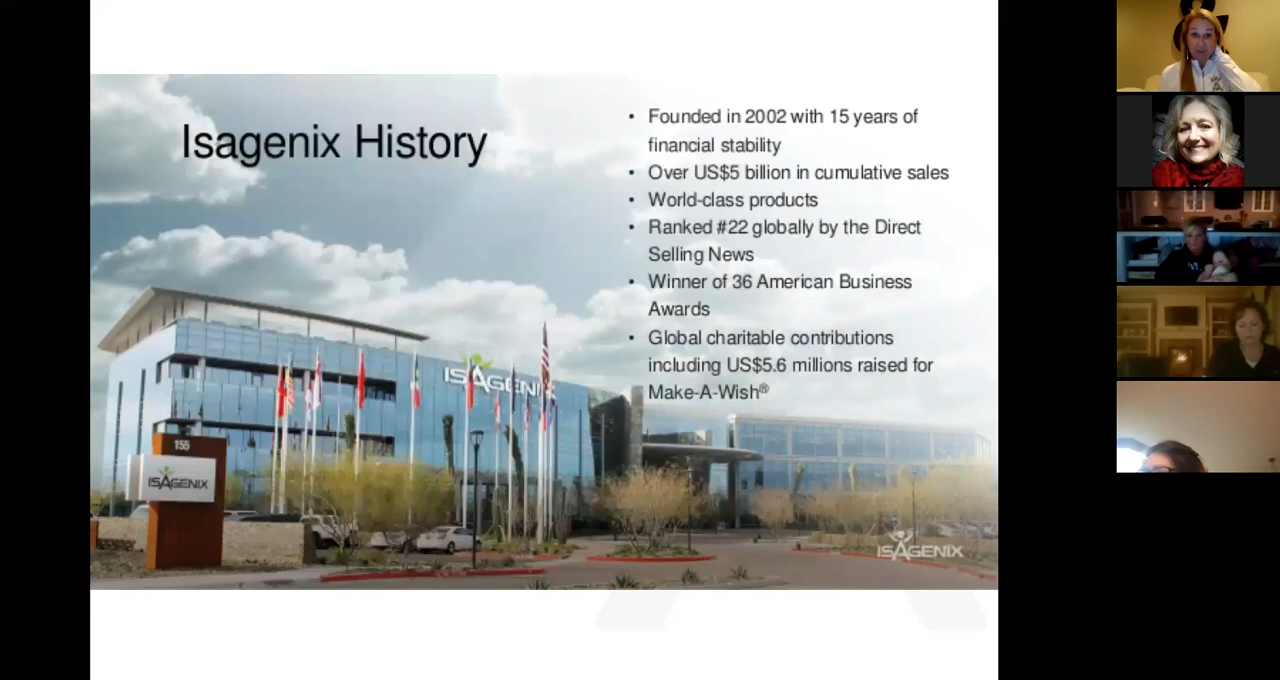 Isagenix History
• Founded in 2002 with 15 years of
financial stability
• Over US$5 billion in cumulative sales
• World-class products
• Ranked #22 globally by the Direct
Selling News
• Winner of 36 American Business
Awards
• Global charitable contributions
including US$5.6 millions raised for
Make-A-Wish®
ISAGENIX
155
ISAGENIX
ISAGENIX